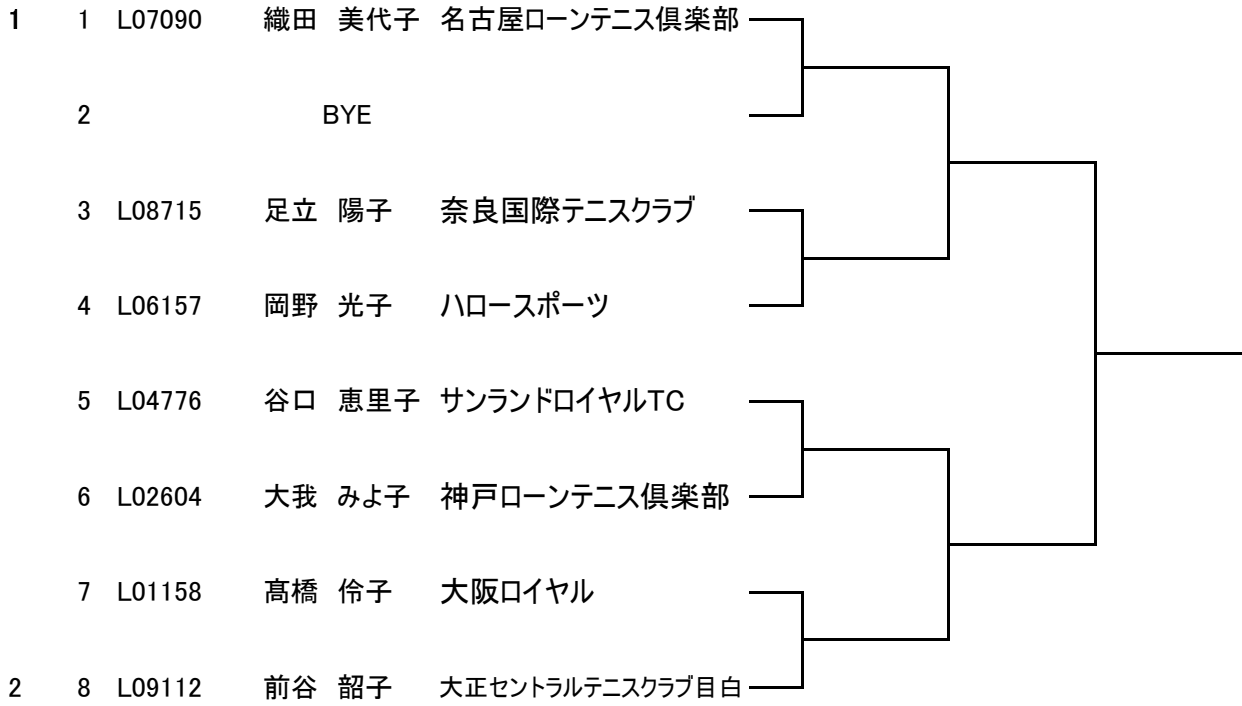 1 1 L07090 織田 美代子 名古屋ローンテニス倶楽部
2 BYE
3 L08715 足立 陽子 奈良国際テニスクラブ
4 L06157 岡野 光子 ハロースポーツ
5 L04776 谷口 恵里子 サンランドロイヤルTC
6 L02604 大我 みよ子 神戸ローンテニス倶楽部
7 L01158 髙橋 伶子 大阪ロイヤル
2 8 L09112 前谷 韶子 大正セントラルテニスクラブ目白